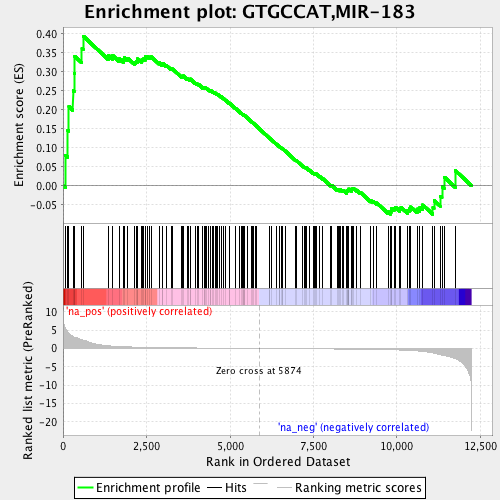 Enrichment plot: GTGCCAT,MIR-183
Enrichment score (ES)
0.40
0.35
0.30
0.25
0.20
0.15
0.10
0.05
0.00
-0.05
'na_pos' (positively correlated)
Ranked list metric (PreRanked)
10
5
0
-5
-10
-15
-20
Zero cross at 5874
'na_neg' (negatively correlated)
0
2,500
5,000
7,500
10,000
12,500
Rank in Ordered Dataset
Enrichment profile
Hits
Ranking metric scores